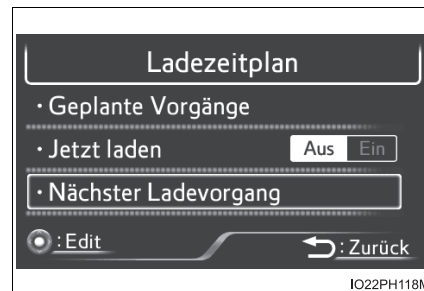 Ladezeitplan
· Geplante Vorgänge
· Jetzt laden Aus Ein
· Nächster Ladevorgang
: Edit : Zurück
IO22PH118M